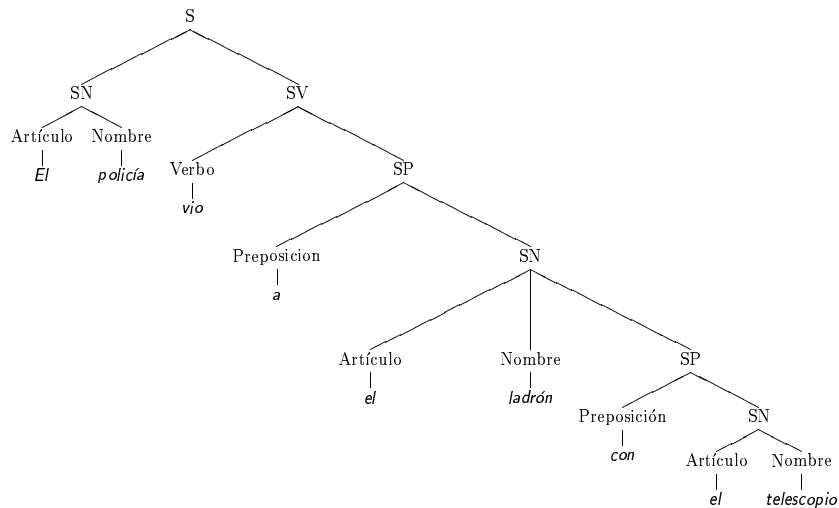 S
SN SV
Artículo Nombre
El policía
Verbo SP
vio
Preposicion SN
a
Artículo Nombre SP
el ladrón
Preposición SN
con
Artículo Nombre
el telescopio